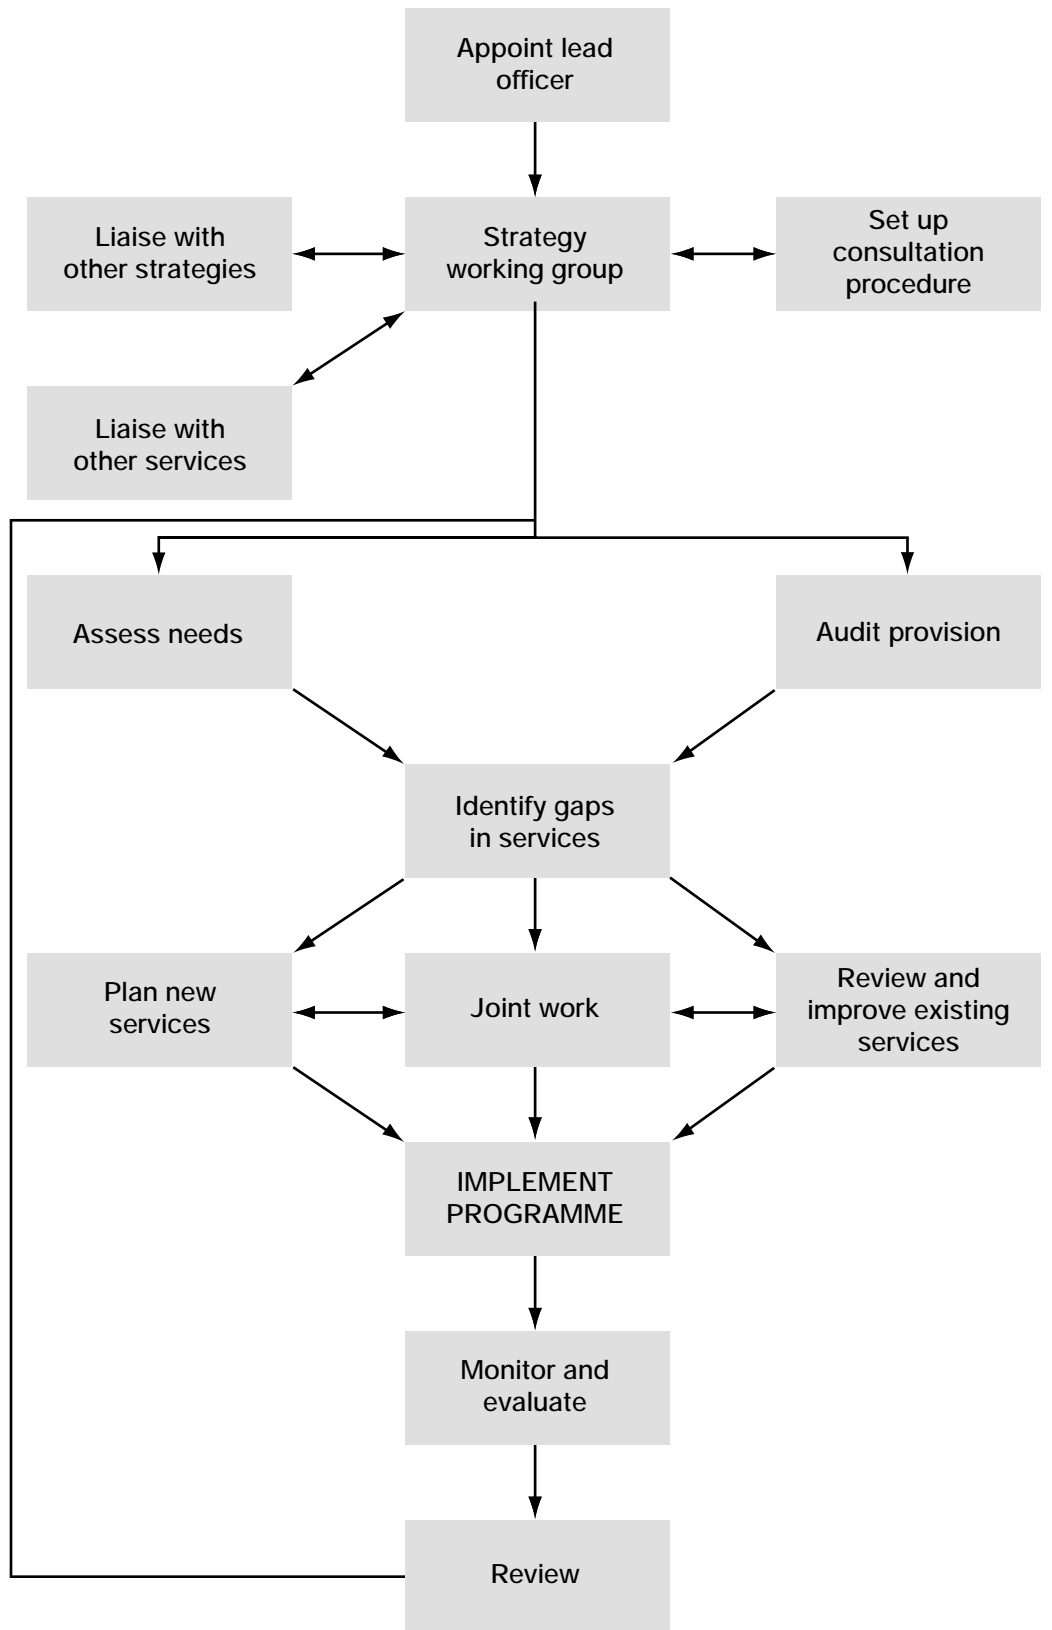 Appoint lead
officer
Liaise with
other strategies
Strategy
working group
Set up
consultation
procedure
Liaise with
other services
Assess needs
Audit provision
Identify gaps
in services
Plan new
services
Joint work
Review and
improve existing
services
IMPLEMENT
PROGRAMME
Monitor and
evaluate
Review